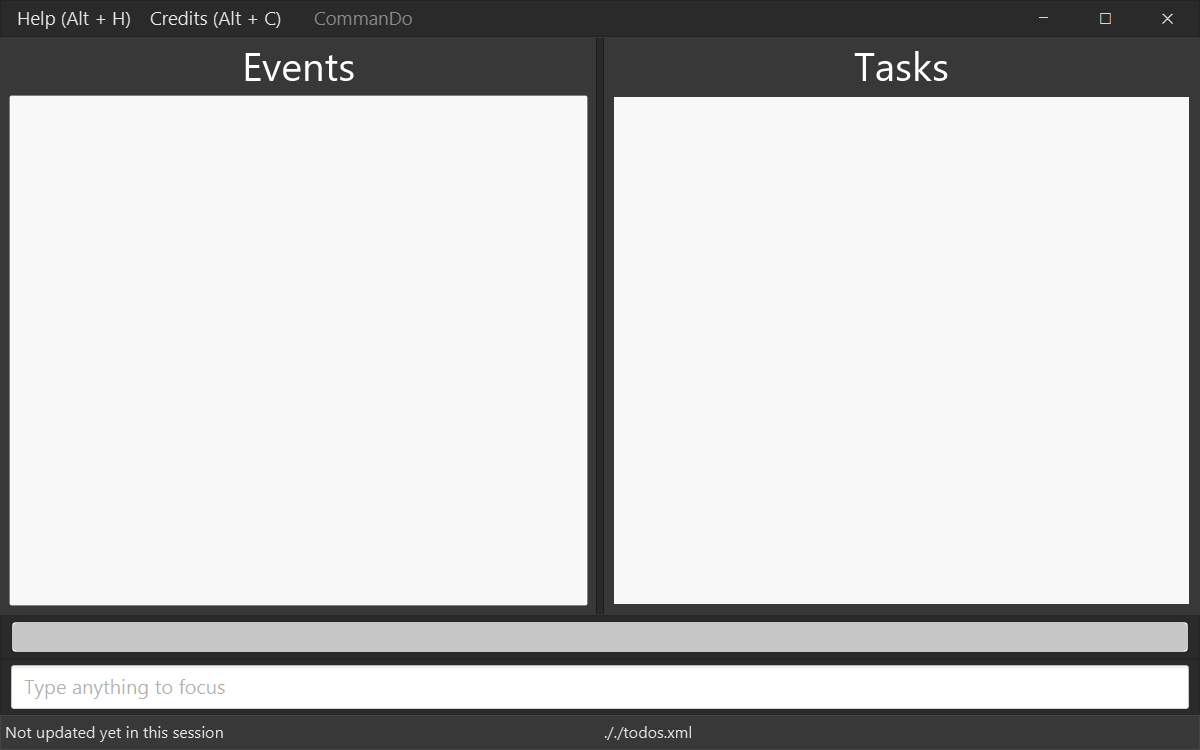 Help (Alt + H) Credits (Alt + C) CommanDo
Events
Tasks
Type anything to focus
Not updated yet in this session
././todos.xml